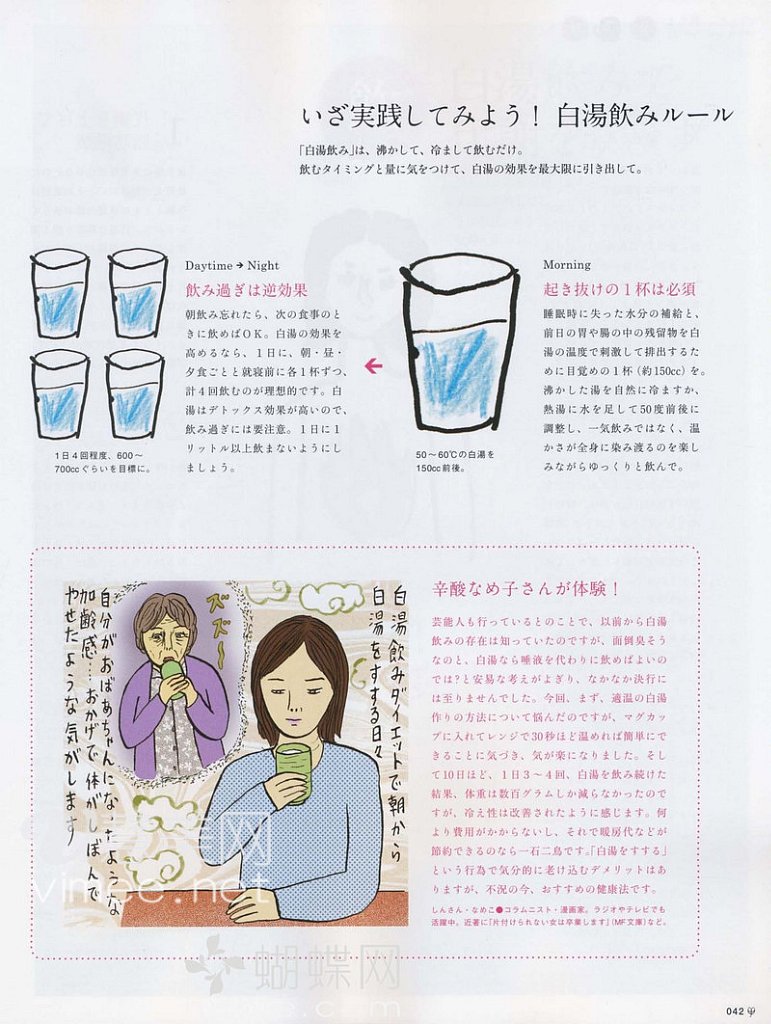 いざ実践してみよう! 白湯飲みルール
「白湯飲み」は、沸かして、冷まして飲むだけ。
飲むタイミングと量に気をつけて、白湯の効果を最大限に引き出して。
Morning
起き抜けの1杯は必須
睡眠時に失った水分の補給と、
前日の胃や腸の中の残留物を白
湯の温度で刺激して排出するた
めに目覚めの1杯(約150cc)を。
沸かした湯を自然に冷ますか、
熱湯に水を足して50度前後に
調整し、一気飲みではなく、温
かさが全身に染み渡るのを楽し
みながらゆっくりと飲んで。
50〜60℃の白湯を
150cc前後。
Daytime→Night
飲み過ぎは逆効果
朝飲み忘れたら、次の食事のと
きに飲めばOK。白湯の効果を
高めるなら、1日に、朝・昼・
夕食ごとと就寝前に各1杯ずつ、
計4回飲むのが理想的です。白
湯はデトックス効果が高いので、
飲み過ぎには要注意。1日に1
リットル以上飲まないようにし
ましょう。
1日4回程度、600〜
700ccぐらいを目標に。
白湯飲みダイエットで朝から
白湯をすする日々
ズズ〜
自分がおばあちゃんになったような
加齢感…おかげで体がしぼんで
やせたような気がします
辛酸なめ子さんが体験!
芸能人も行っているとのことで、以前から白湯
飲みの存在は知っていたのですが、面倒臭そう
なのと、白湯なら唾液を代わりに飲めばよいの
では?と安易な考えがよぎり、なかなか決行に
は至りませんでした。今回、まず、適温の白湯
作りの方法について悩んだのですが、マグカッ
プに入れてレンジで30秒ほど温めれば簡単にで
きることに気づき、気が楽になりました。そし
て10日ほど、1日3〜4回、白湯を飲み続けた
結果、体重は数百グラムしか減らなかったので
すが、冷え性は改善されたように感じます。何
より費用がかからないし、それで暖房代などが
節約できるのなら一石二鳥です。「白湯をすする」
という行為で気分的に老け込むデメリットはあ
りますが、不況の今、おすすめの健康法です。
しんさん・なめこ●コラムニスト・漫画家。ラジオやテレビでも
活躍中。近著に『片付けられない女は卒業します』(MF文庫)など。
vimee.net
蝴蝶网
042